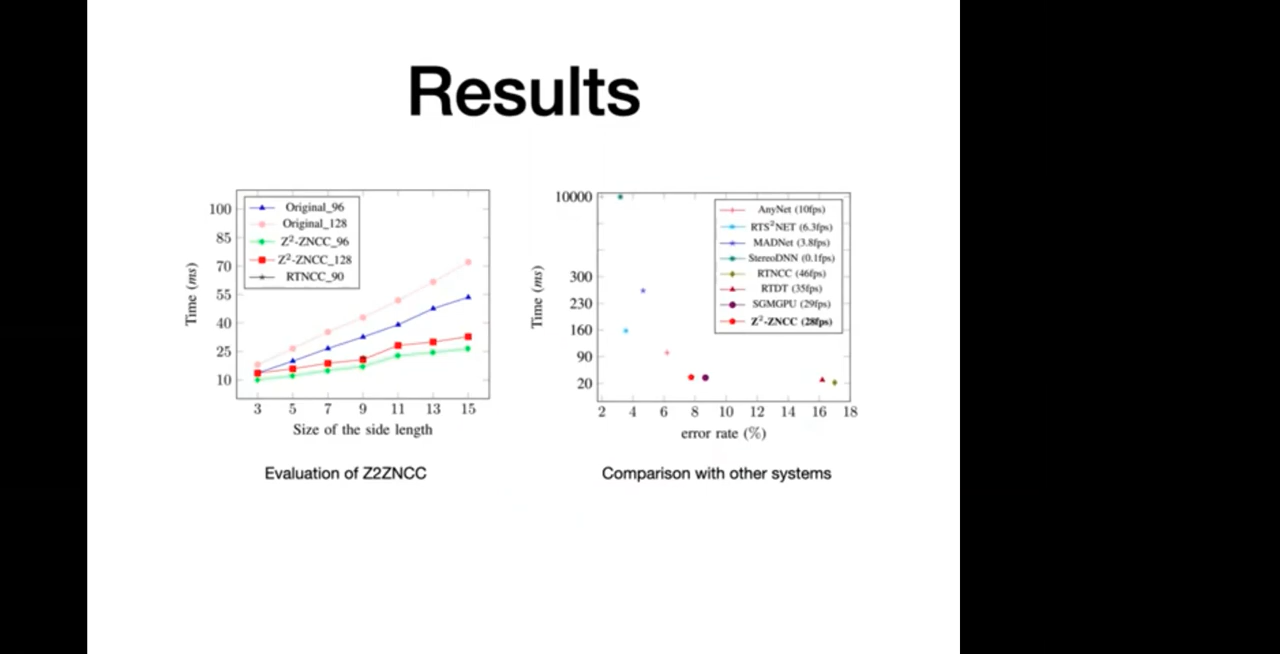 Results
100
85
70
55
40
25
10
Time (ms)
Original_96
Original_128
Z²-ZNCC_96
Z²-ZNCC_128
RTNCC_90
3 5 7 9 11 13 15
Size of the side length
Evaluation of Z2ZNCC
10000
300
230
160
90
20
Time (ms)
AnyNet (10fps)
RTS²NET (6.3fps)
MADNet (3.8fps)
StereoDNN (0.1fps)
RTNCC (46fps)
RTDT (35fps)
SGMGPU (29fps)
Z²-ZNCC (28fps)
2 4 6 8 10 12 14 16 18
error rate (%)
Comparison with other systems